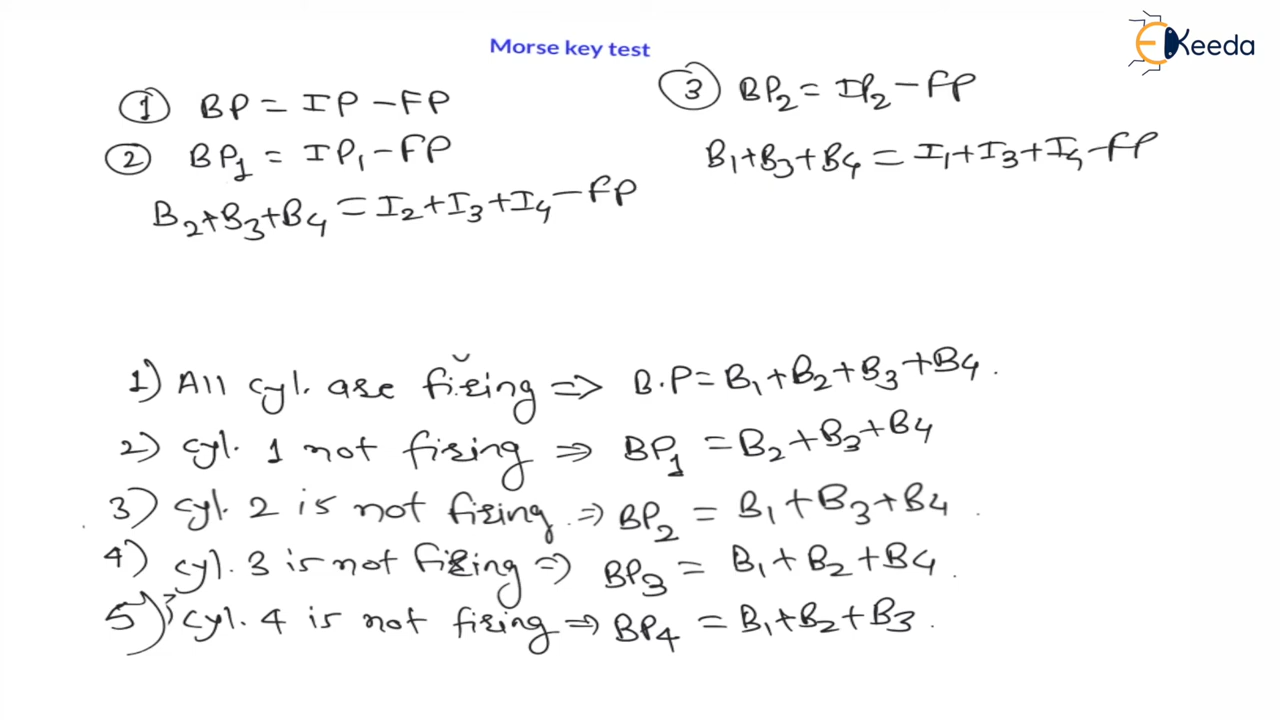 Morse key test
Keeda
① BP = IP - FP
② BP₁ = IP₁ - FP
B₂+B₃+B₄ = I₂+I₃+I₄ - FP
③ BP₂ = IP₂ - FP
B₁+B₃+B₄ = I₁+I₃+I₄ - FP
1) All cyl. are firing => B.P = B₁+B₂+B₃+B₄.
2) cyl. 1 not firing => BP₁ = B₂+B₃+B₄
3) cyl. 2 is not firing. => BP₂ = B₁+B₃+B₄.
4) cyl. 3 is not firing => BP₃ = B₁+B₂+B₄.
5) cyl. 4 is not firing => BP₄ = B₁+B₂+B₃.